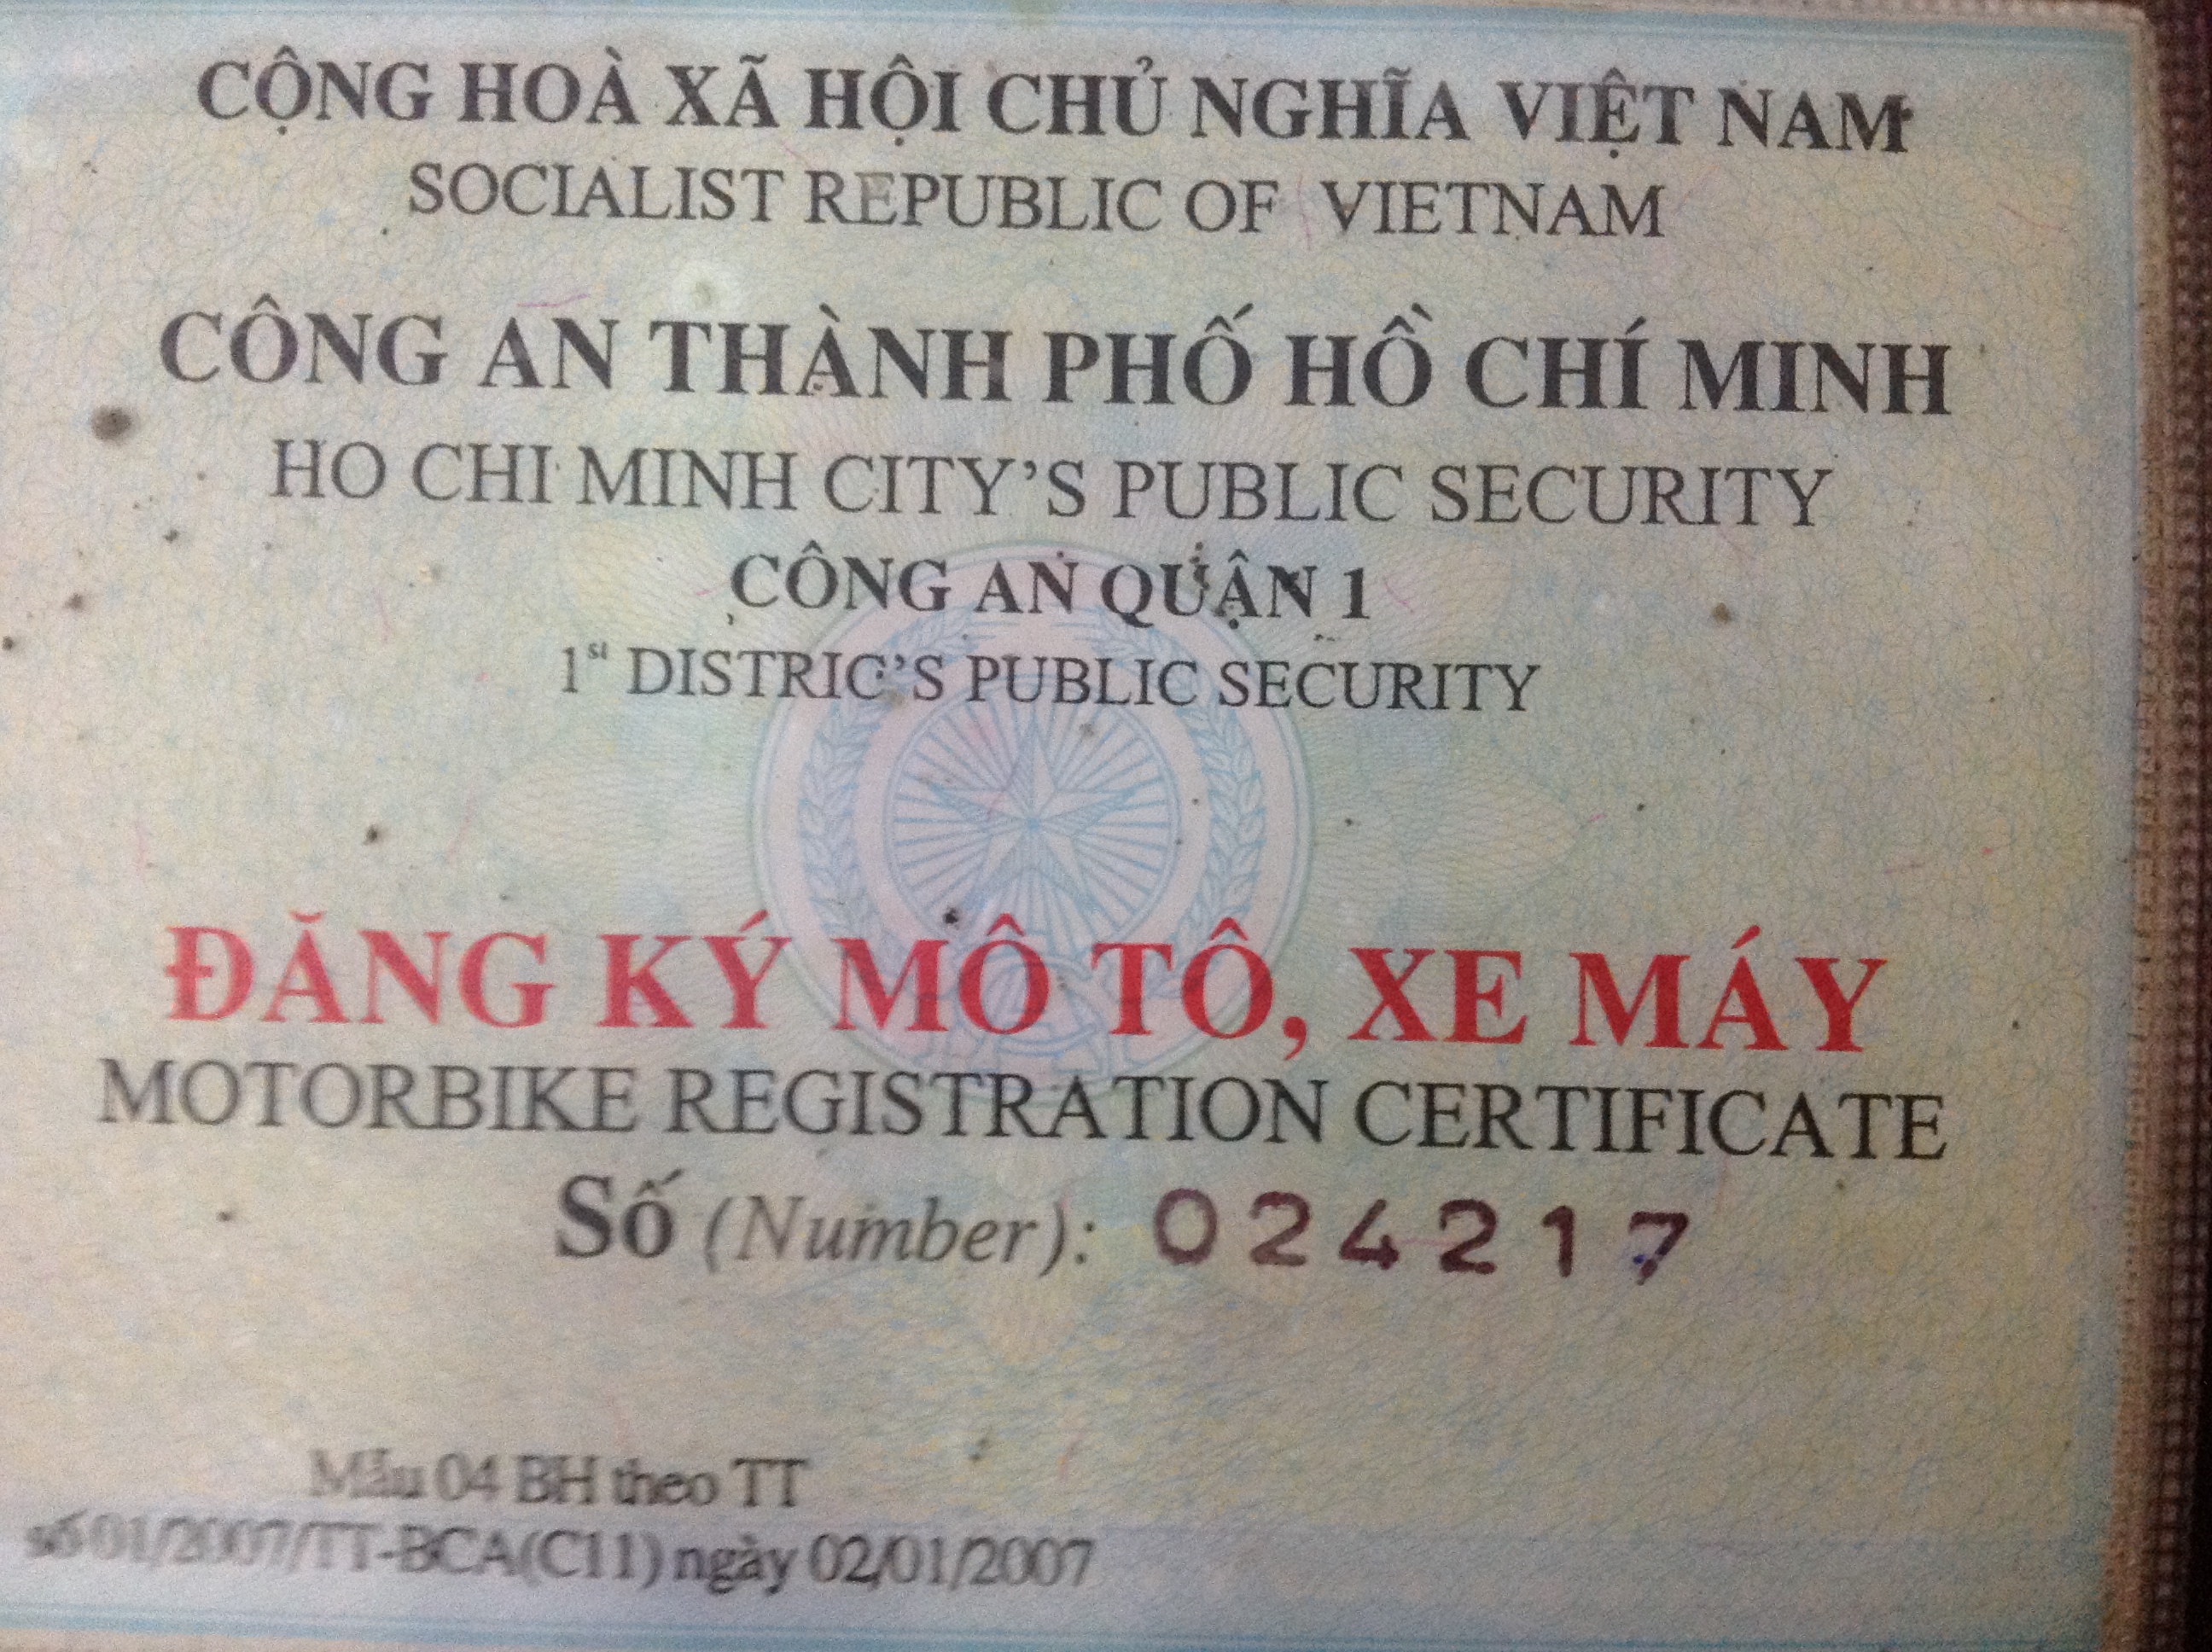 CỘNG HOÀ XÃ HỘI CHỦ NGHĨA VIỆT NAM
SOCIALIST REPUBLIC OF VIETNAM
CÔNG AN THÀNH PHỐ HỒ CHÍ MINH
HO CHI MINH CITY’S PUBLIC SECURITY
CÔNG AN QUẬN 1
1st DISTRIC’S PUBLIC SECURITY
ĐĂNG KÝ MÔ TÔ, XE MÁY
MOTORBIKE REGISTRATION CERTIFICATE
Số (Number): 024217
Mẫu 04 BH theo TT
số 01/2007/TT-BCA(C11) ngày 02/01/2007